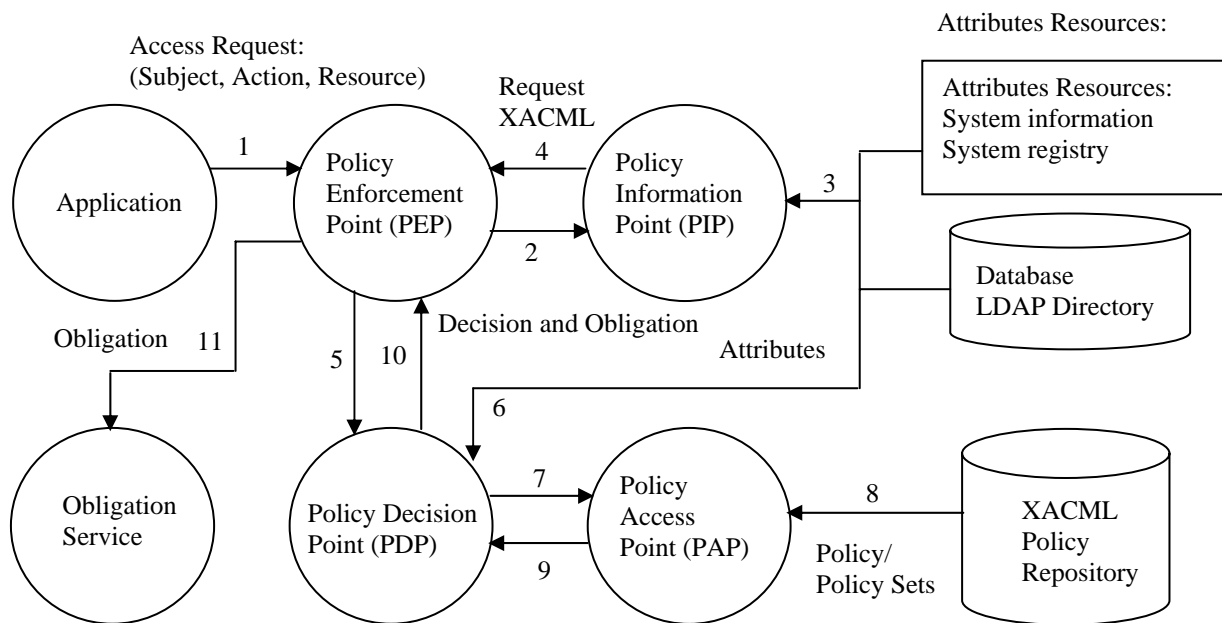 Attributes Resources:
Access Request:
(Subject, Action, Resource)
Request
XACML
Attributes Resources:
System information
System registry
1
4
3
Application
Policy
Enforcement
Point (PEP)
Policy
Information
Point (PIP)
2
Database
LDAP Directory
Obligation
11
5
10
Decision and Obligation
Attributes
6
Obligation
Service
Policy Decision
Point (PDP)
7
9
Policy
Access
Point (PAP)
8
Policy/
Policy Sets
XACML
Policy
Repository